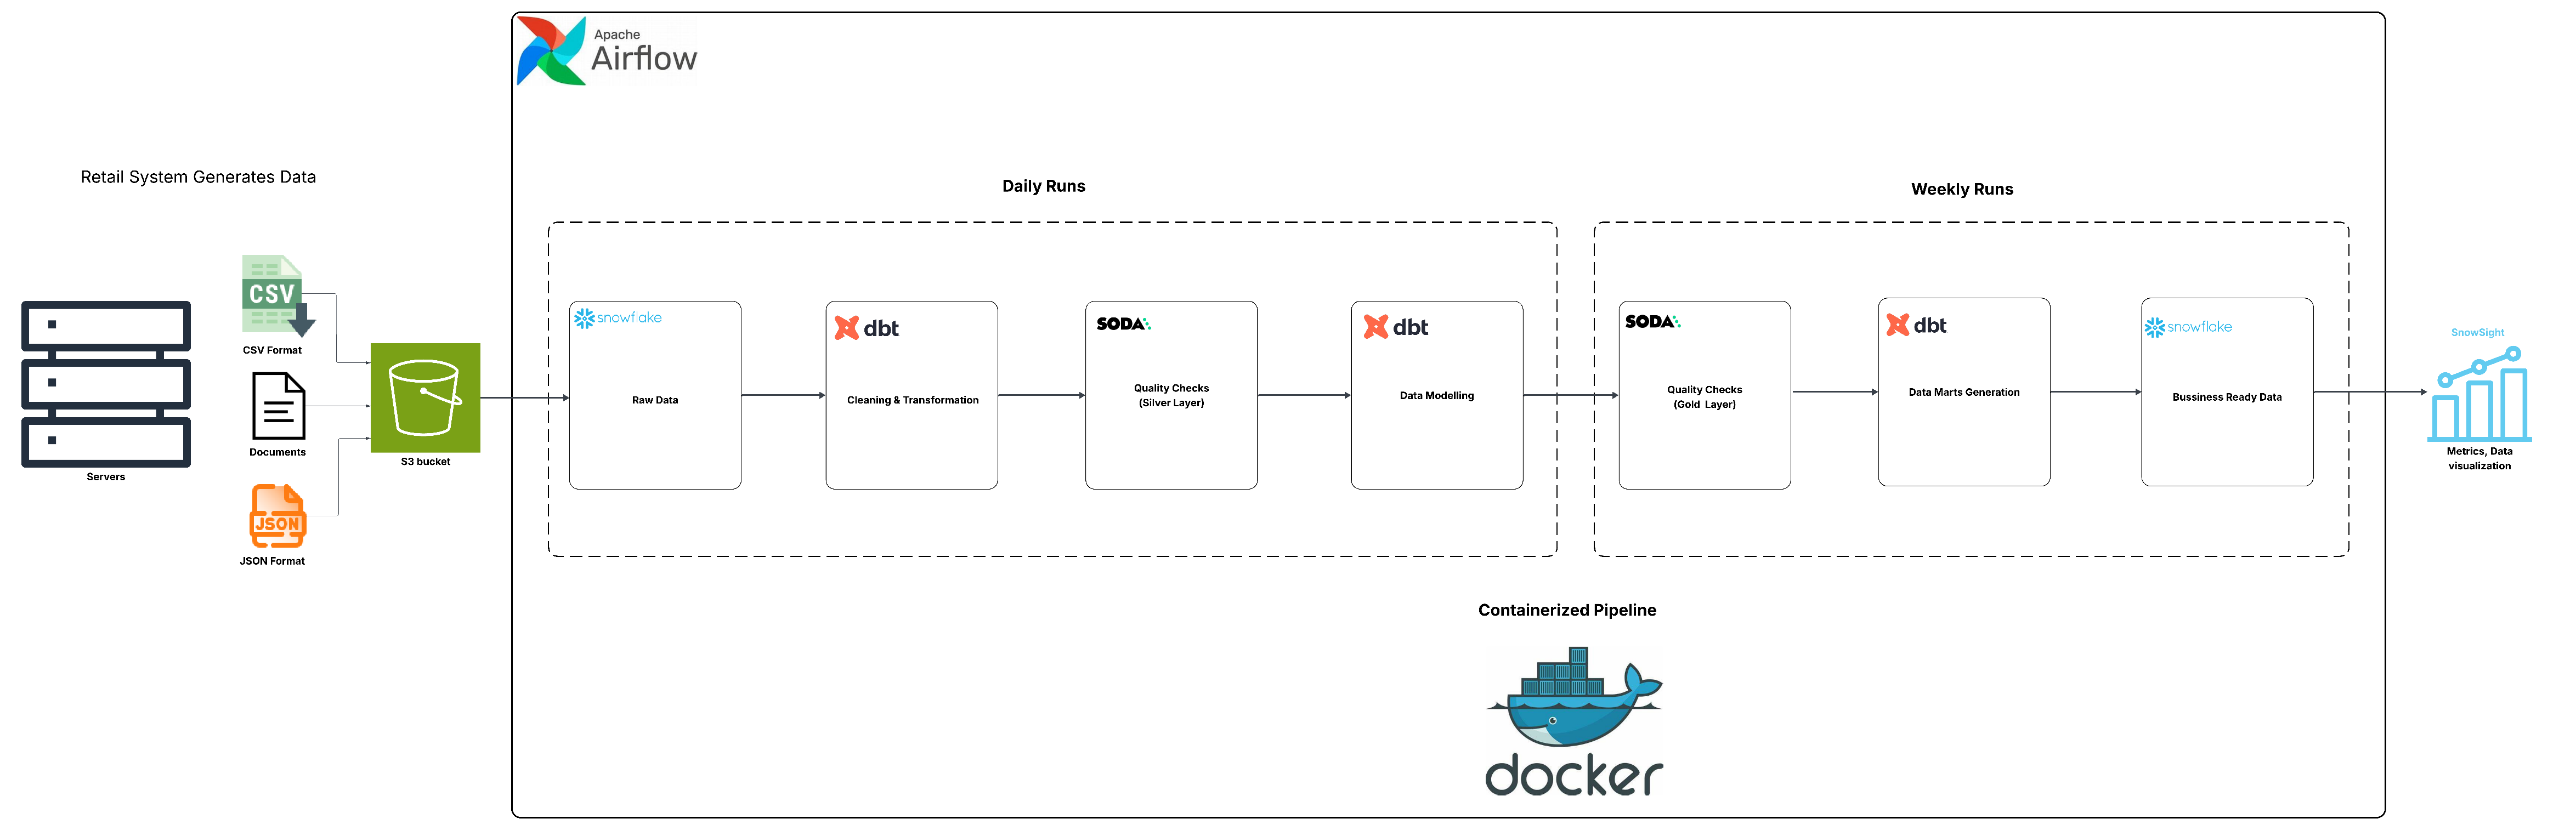 Apache
Airflow
Retail System Generates Data
Daily Runs
Weekly Runs
CSV
CSV Format
Documents
JSON
JSON Format
Servers
S3 bucket
snowflake
Raw Data
dbt
Cleaning & Transformation
SODA
Quality Checks
(Silver Layer)
dbt
Data Modelling
SODA
Quality Checks
(Gold Layer)
dbt
Data Marts Generation
snowflake
Bussiness Ready Data
SnowSight
Metrics, Data
visualization
Containerized Pipeline
docker